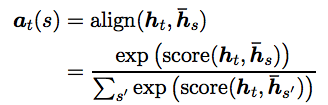 a_t(s) = align(h_t, h̄_s)
= exp(score(h_t, h̄_s)) / ∑_{s'} exp(score(h_t, h̄_{s'}))